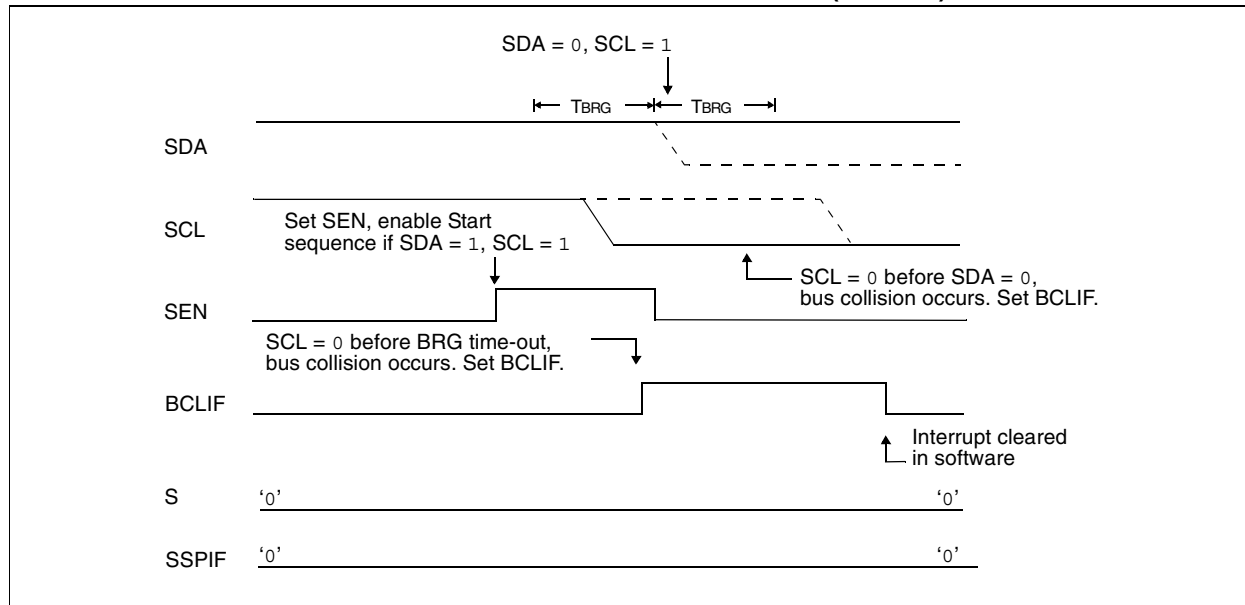 SDA = 0, SCL = 1
TBRG TBRG
SDA
SCL
Set SEN, enable Start
sequence if SDA = 1, SCL = 1
SCL = 0 before SDA = 0,
bus collision occurs. Set BCLIF.
SEN
SCL = 0 before BRG time-out,
bus collision occurs. Set BCLIF.
BCLIF
Interrupt cleared
in software
S ‘0’ ‘0’
SSPIF ‘0’ ‘0’